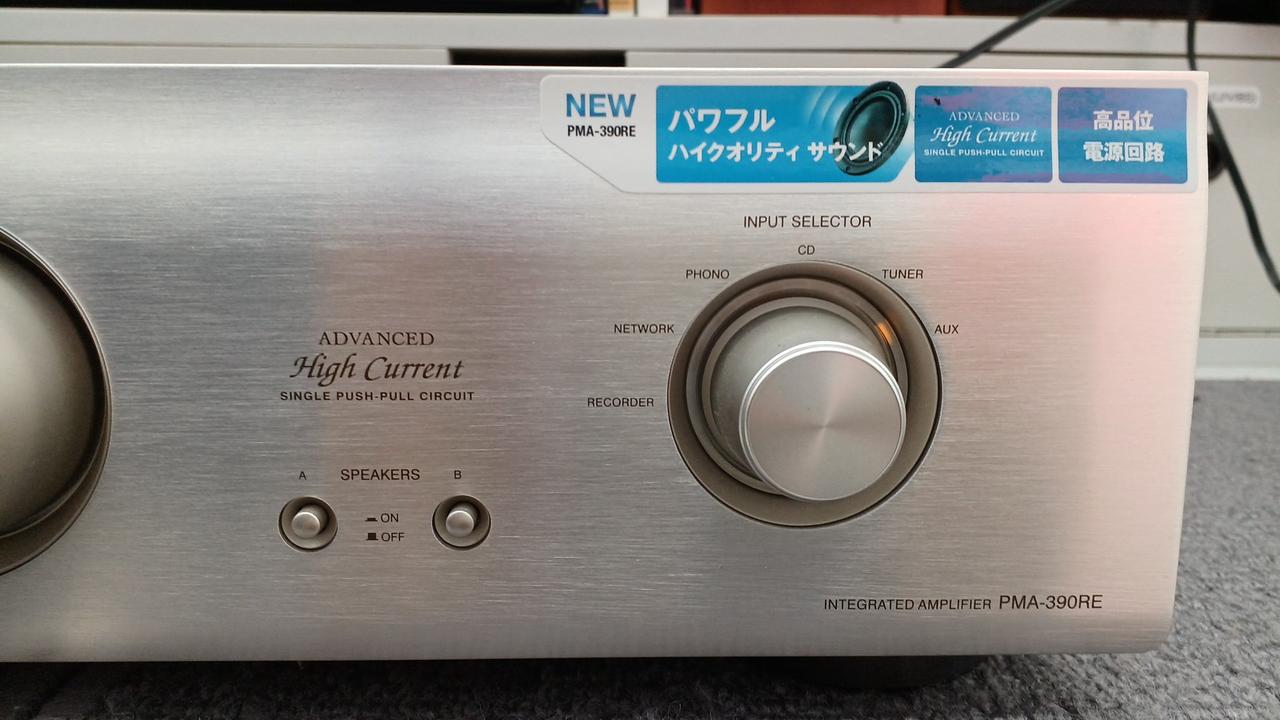 NEW
PMA-390RE
パワフル
ハイクオリティ サウンド
ADVANCED
High Current
SINGLE PUSH-PULL CIRCUIT
高品位
電源回路
INPUT SELECTOR
CD
PHONO
TUNER
NETWORK
AUX
RECORDER
ADVANCED
High Current
SINGLE PUSH-PULL CIRCUIT
A SPEAKERS B
ON
OFF
INTEGRATED AMPLIFIER PMA-390RE